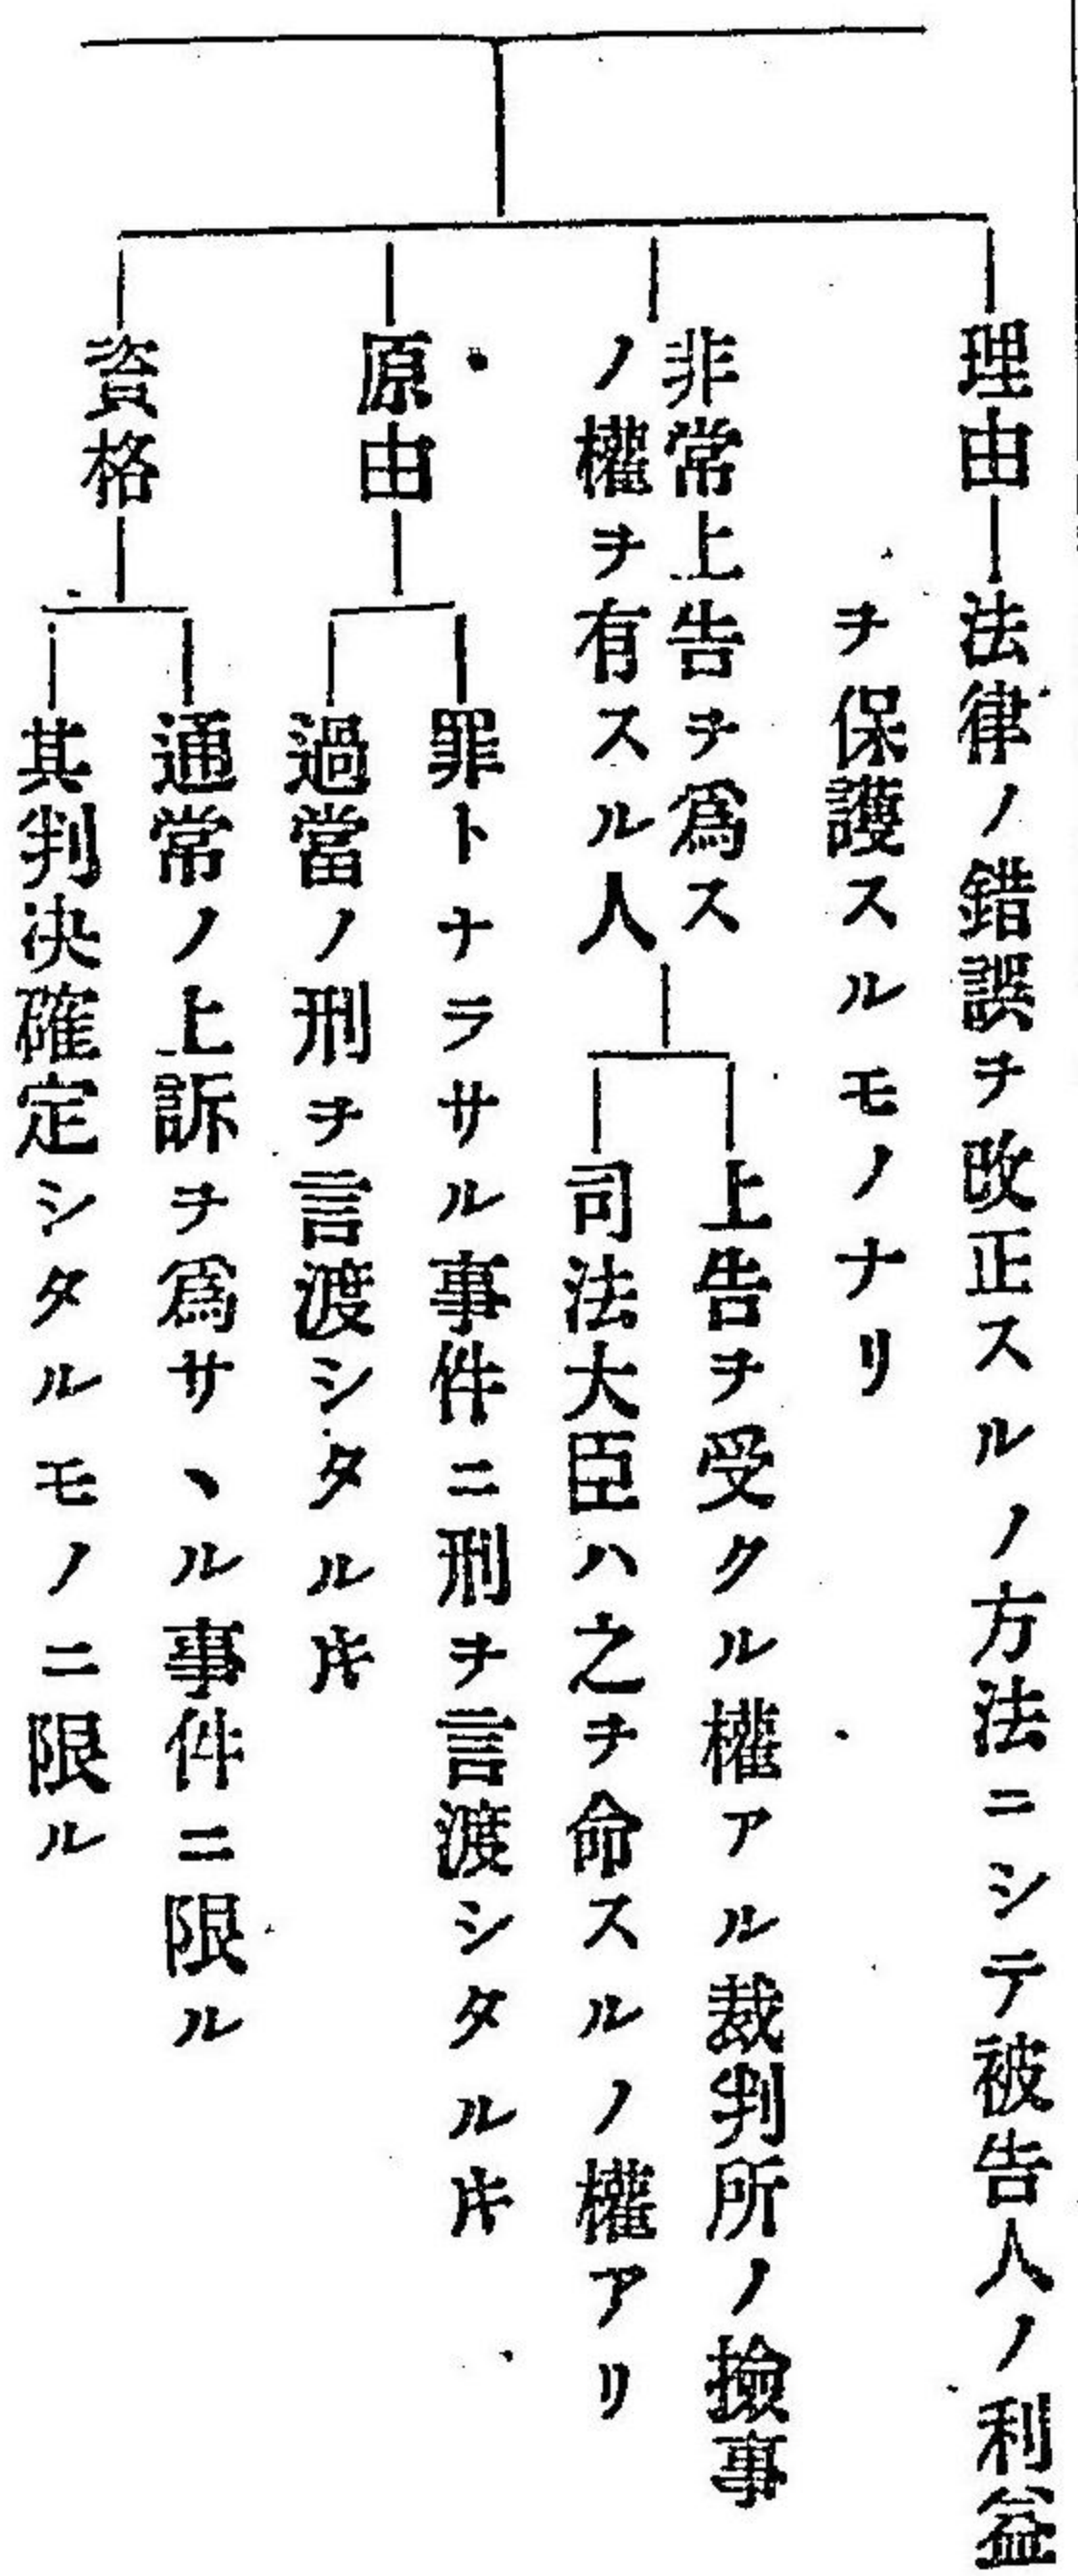 理由―法律ノ錯誤ヲ改正スルノ方法ニシテ被告人ノ利益
ヲ保護スルモノナリ
非常上告ヲ爲ス
ノ權ヲ有スル人
上告ヲ受クル權アル裁判所ノ撿事
司法大臣ハ之ヲ命スルノ權アリ
原由
罪トナラサル事件ニ刑ヲ言渡シタル𪜈
過當ノ刑ヲ言渡シタル𪜈
資格
通常ノ上訴ヲ爲サヽル事件ニ限ル
其判决確定シタルモノニ限ル